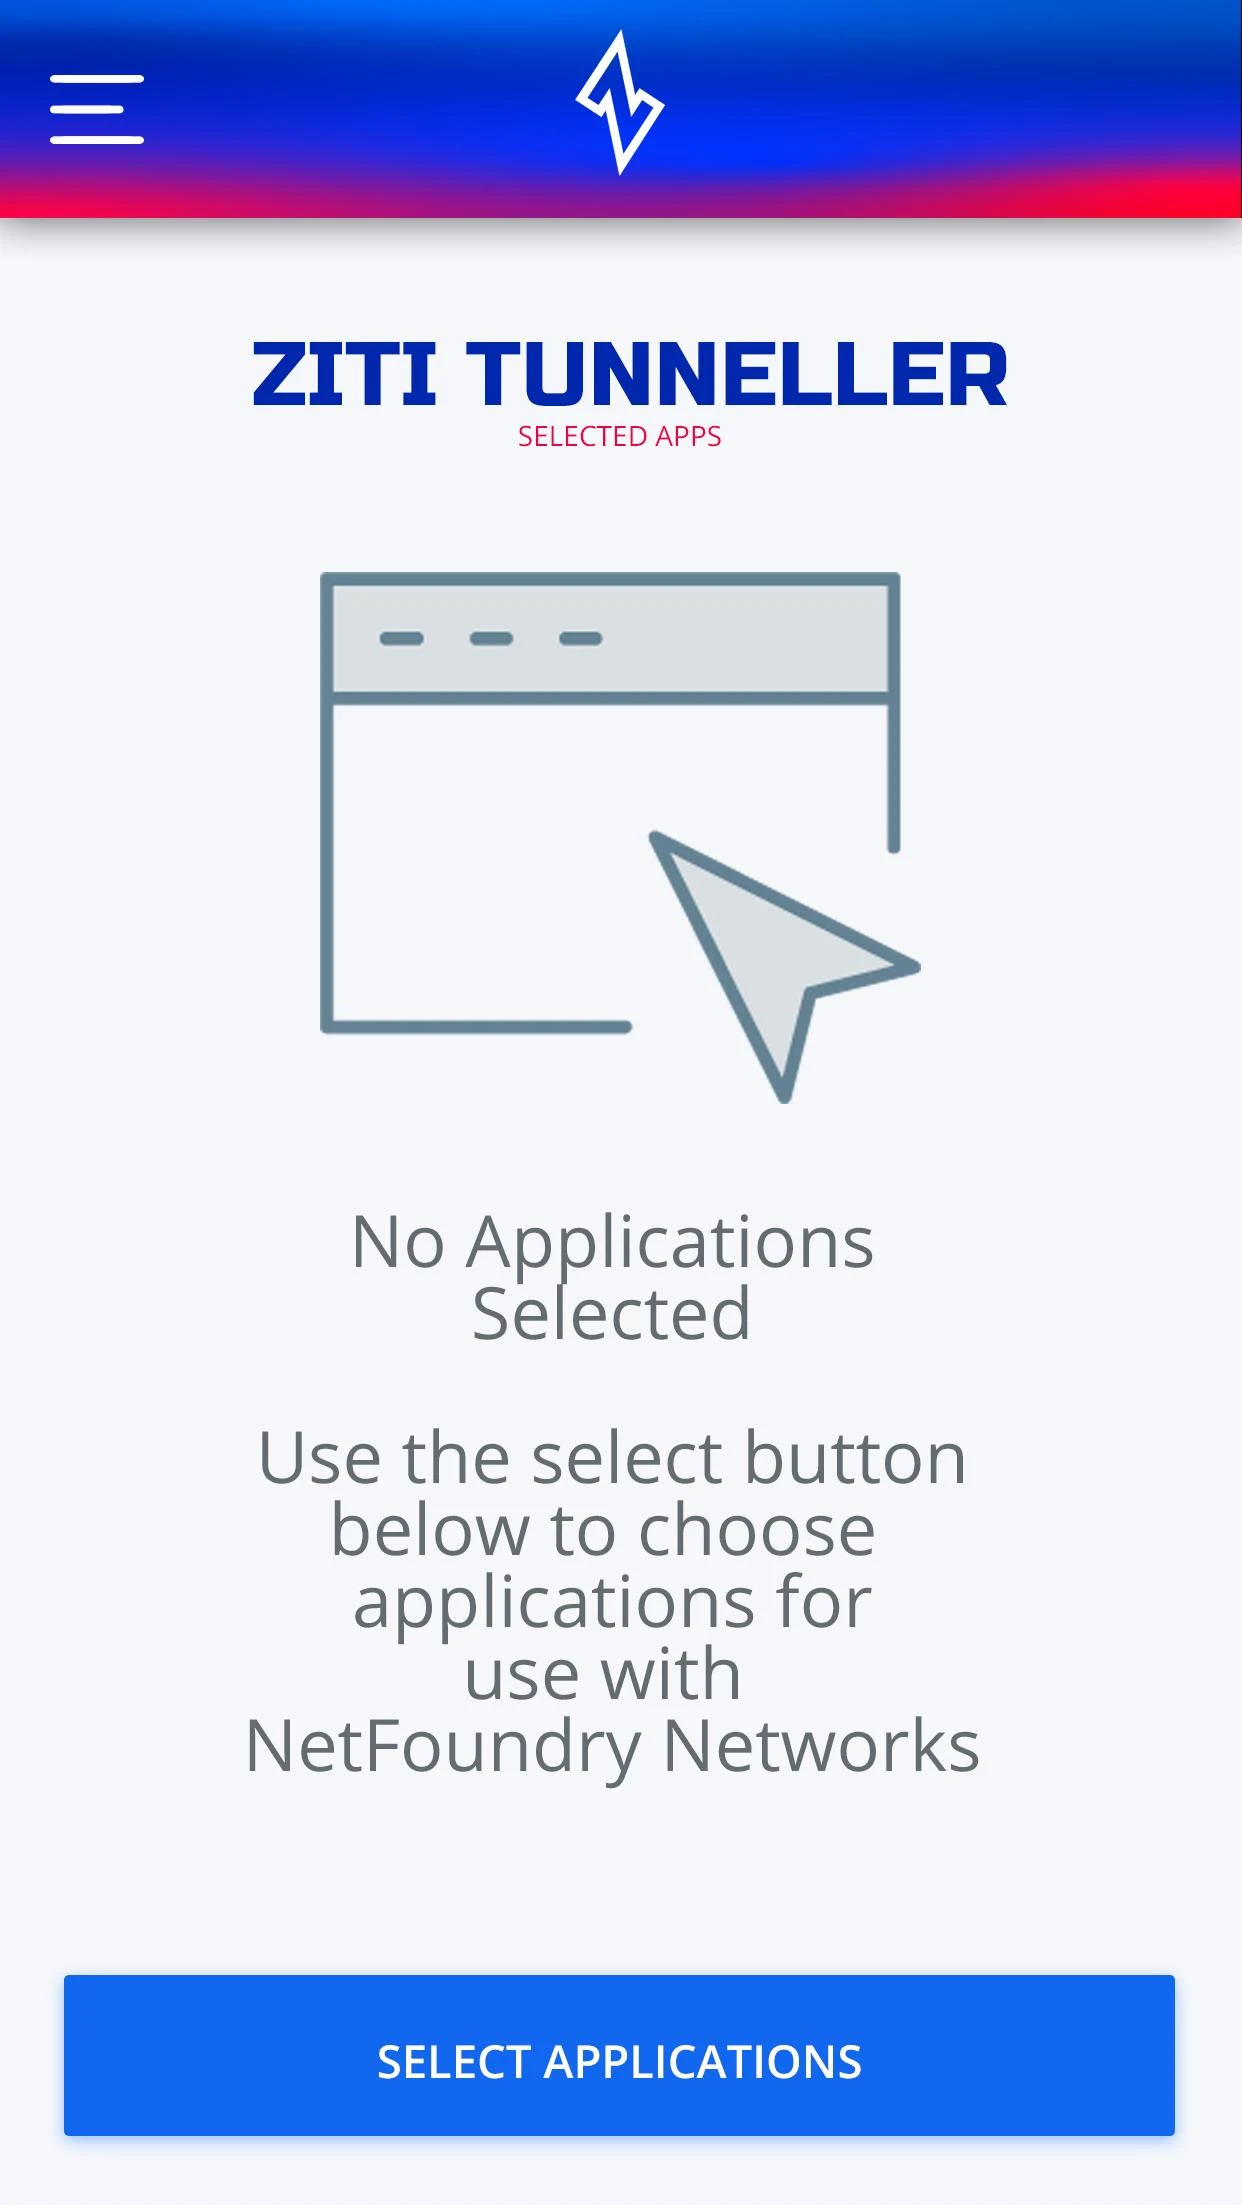 ZITI TUNNELLER
SELECTED APPS
No Applications
Selected
Use the select button
below to choose
applications for
use with
NetFoundry Networks
SELECT APPLICATIONS